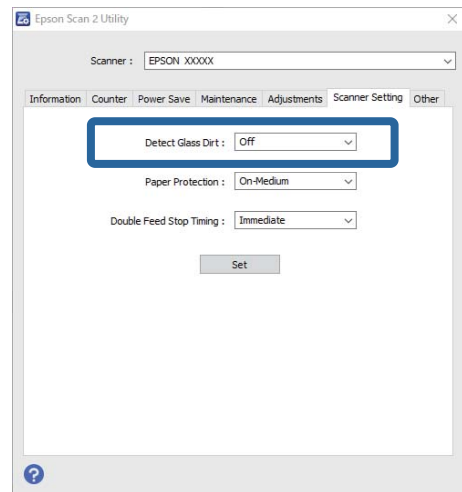 Epson Scan 2 Utility
Scanner : EPSON XXXXX
Information Counter Power Save Maintenance Adjustments Scanner Setting Other
Detect Glass Dirt : Off
Paper Protection : On-Medium
Double Feed Stop Timing : Immediate
Set
?